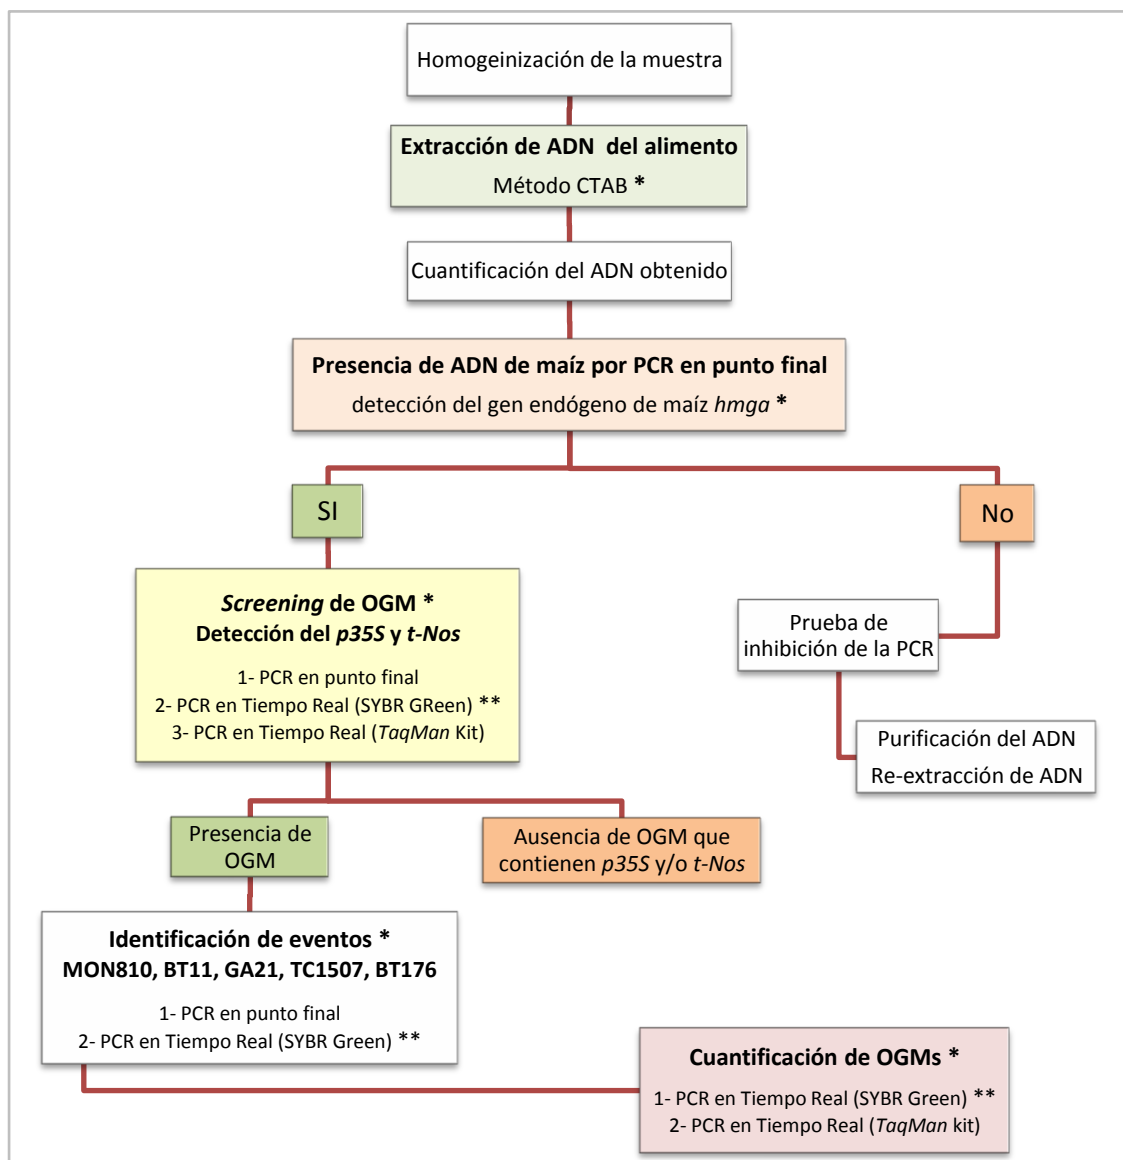 Homogeinización de la muestra
Extracción de ADN  del alimento
Método CTAB *
Cuantificación del ADN obtenido
Presencia de ADN de maíz por PCR en punto final
detección del gen endógeno de maíz hmga *
SI
No
Screening de OGM *
Detección del p35S y t-Nos
1- PCR en punto final
2- PCR en Tiempo Real (SYBR GReen) **
3- PCR en Tiempo Real (TaqMan Kit)
Prueba de
inhibición de la PCR
Purificación del ADN
Re-extracción de ADN
Presencia de
OGM
Ausencia de OGM que
contienen p35S y/o t-Nos
Identificación de eventos *
MON810, BT11, GA21, TC1507, BT176
1- PCR en punto final
2- PCR en Tiempo Real (SYBR Green) **
Cuantificación de OGMs *
1- PCR en Tiempo Real (SYBR Green) **
2- PCR en Tiempo Real (TaqMan kit)